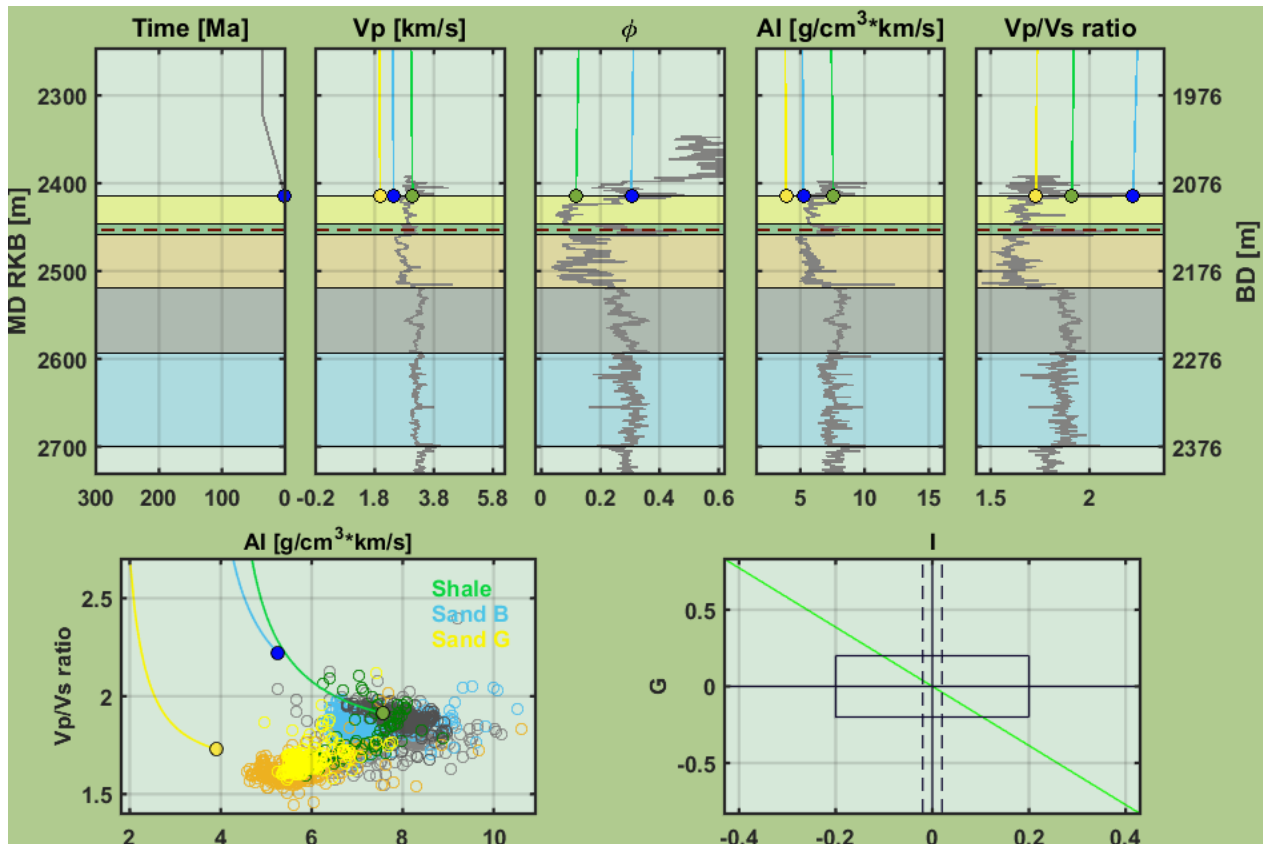 Time [Ma]
Vp [km/s]
ϕ
AI [g/cm³*km/s]
Vp/Vs ratio
MD RKB [m]
2300
2400
2500
2600
2700
1976
2076
2176
2276
2376
BD [m]
300 200 100 0
-0.2 1.8 3.8 5.8
0 0.2 0.4 0.6
5 10 15
1.5 2
AI [g/cm³*km/s]
Vp/Vs ratio
2.5
2
1.5
Shale
Sand B
Sand G
2 4 6 8 10
I
G
0.5
0
-0.5
-0.4 -0.2 0 0.2 0.4